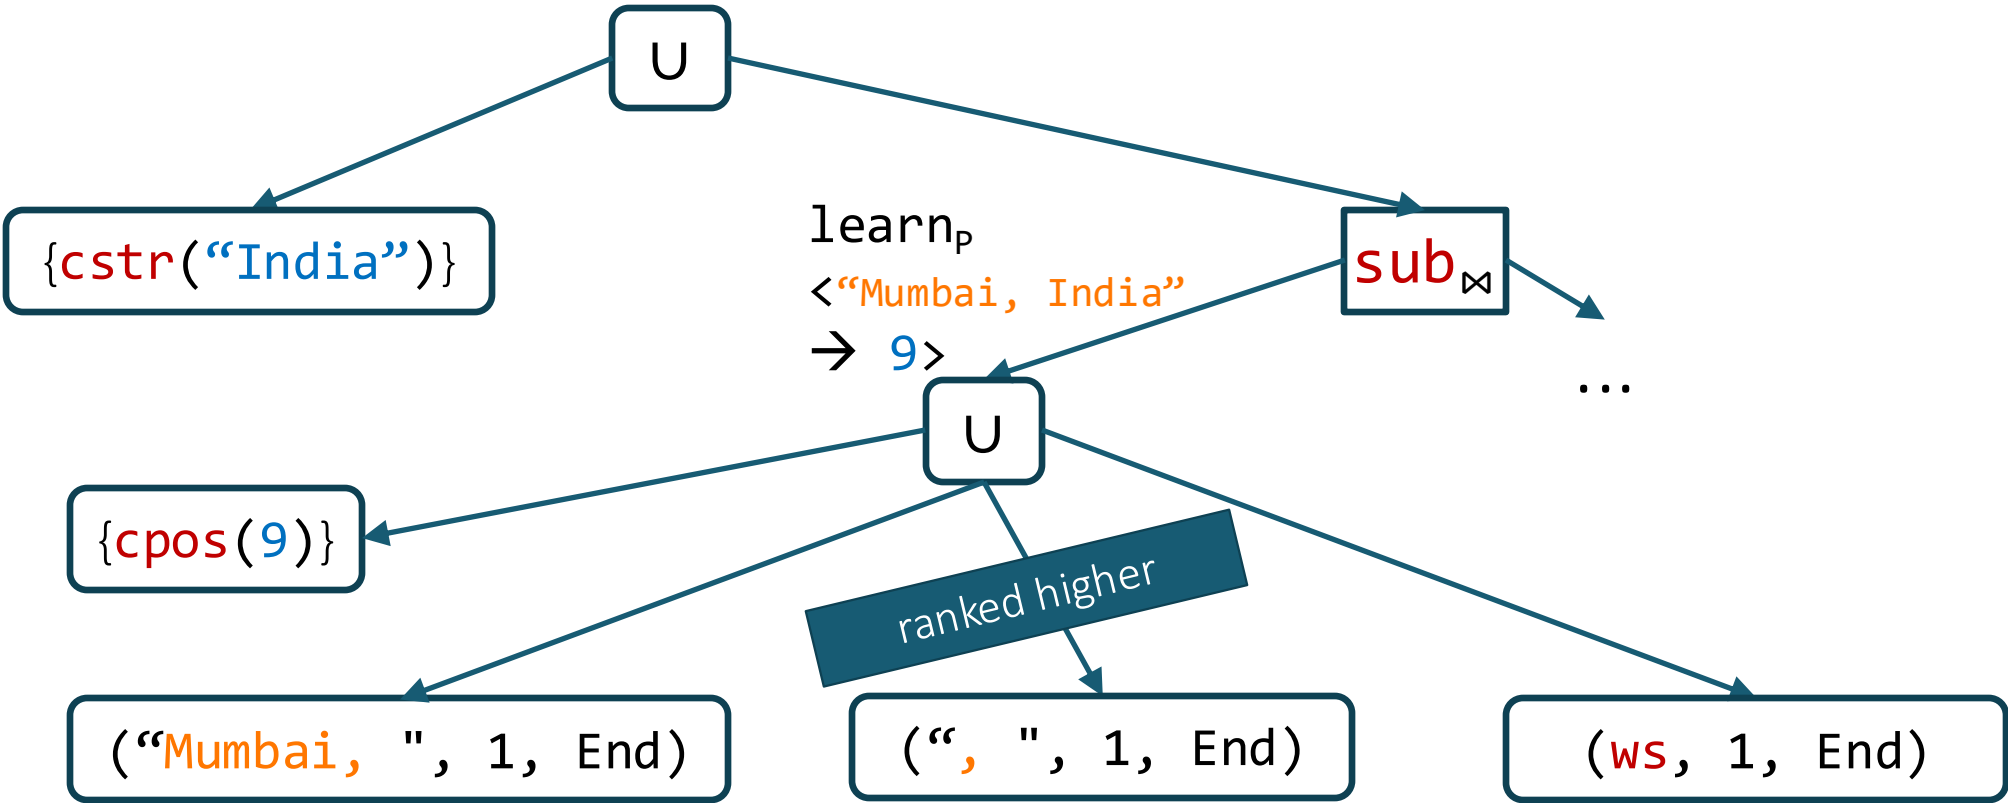 ∪
{cstr(“India”)}
learnP
<“Mumbai, India”
→ 9>
sub⋈
...
∪
{cpos(9)}
ranked higher
(“Mumbai, ", 1, End)
(“, ", 1, End)
(ws, 1, End)